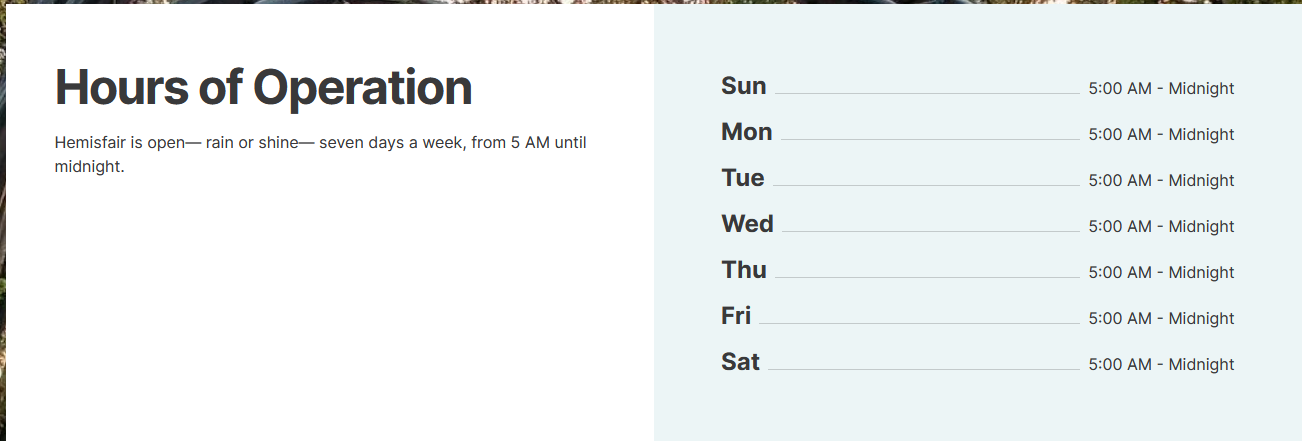 Hours of Operation
Hemisfair is open— rain or shine— seven days a week, from 5 AM until
midnight.
Sun 5:00 AM - Midnight
Mon 5:00 AM - Midnight
Tue 5:00 AM - Midnight
Wed 5:00 AM - Midnight
Thu 5:00 AM - Midnight
Fri 5:00 AM - Midnight
Sat 5:00 AM - Midnight